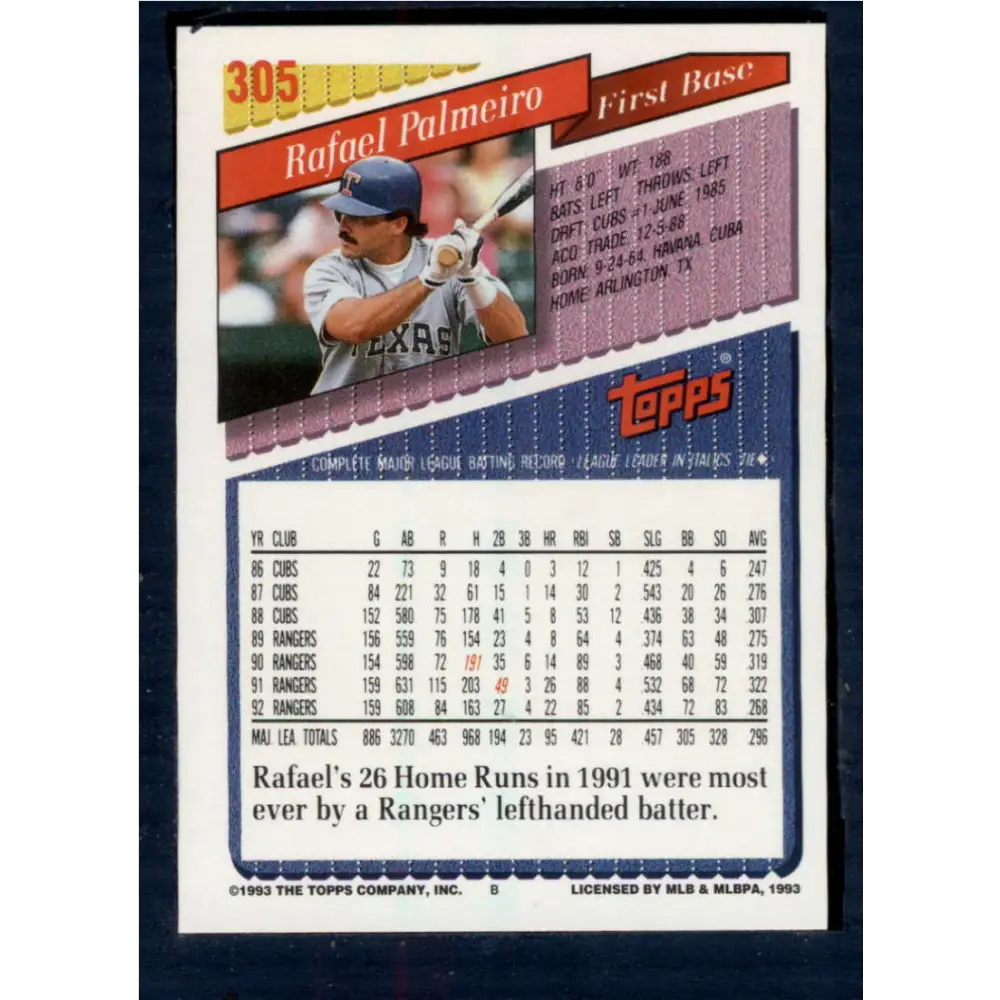 305
Rafael Palmeiro
First Base
HT: 6'0" WT: 188
BATS: LEFT THROWS: LEFT
DRFT: CUBS #1-JUNE, 1985
ACQ: TRADE, 12-5-88
BORN: 9-24-64, HAVANA, CUBA
HOME: ARLINGTON, TX
T
TEXAS
topps®
COMPLETE MAJOR LEAGUE BATTING RECORD LEAGUE LEADER IN ITALICS TIE◆
YR CLUB G AB R H 2B 3B HR RBI SB SLG BB SO AVG
86 CUBS 22 73 9 18 4 0 3 12 1 .425 4 6 .247
87 CUBS 84 221 32 61 15 1 14 30 2 .543 20 26 .276
88 CUBS 152 580 75 178 41 5 8 53 12 .436 38 34 .307
89 RANGERS 156 559 76 154 23 4 8 64 4 .374 63 48 .275
90 RANGERS 154 598 72 191 35 6 14 89 3 .468 40 59 .319
91 RANGERS 159 631 115 203 49 3 26 88 4 .532 68 72 .322
92 RANGERS 159 608 84 163 27 4 22 85 2 .434 72 83 .268
MAJ. LEA. TOTALS 886 3270 463 968 194 23 95 421 28 .457 305 328 .296
Rafael's 26 Home Runs in 1991 were most
ever by a Rangers' lefthanded batter.
©1993 THE TOPPS COMPANY, INC. B LICENSED BY MLB & MLBPA, 1993